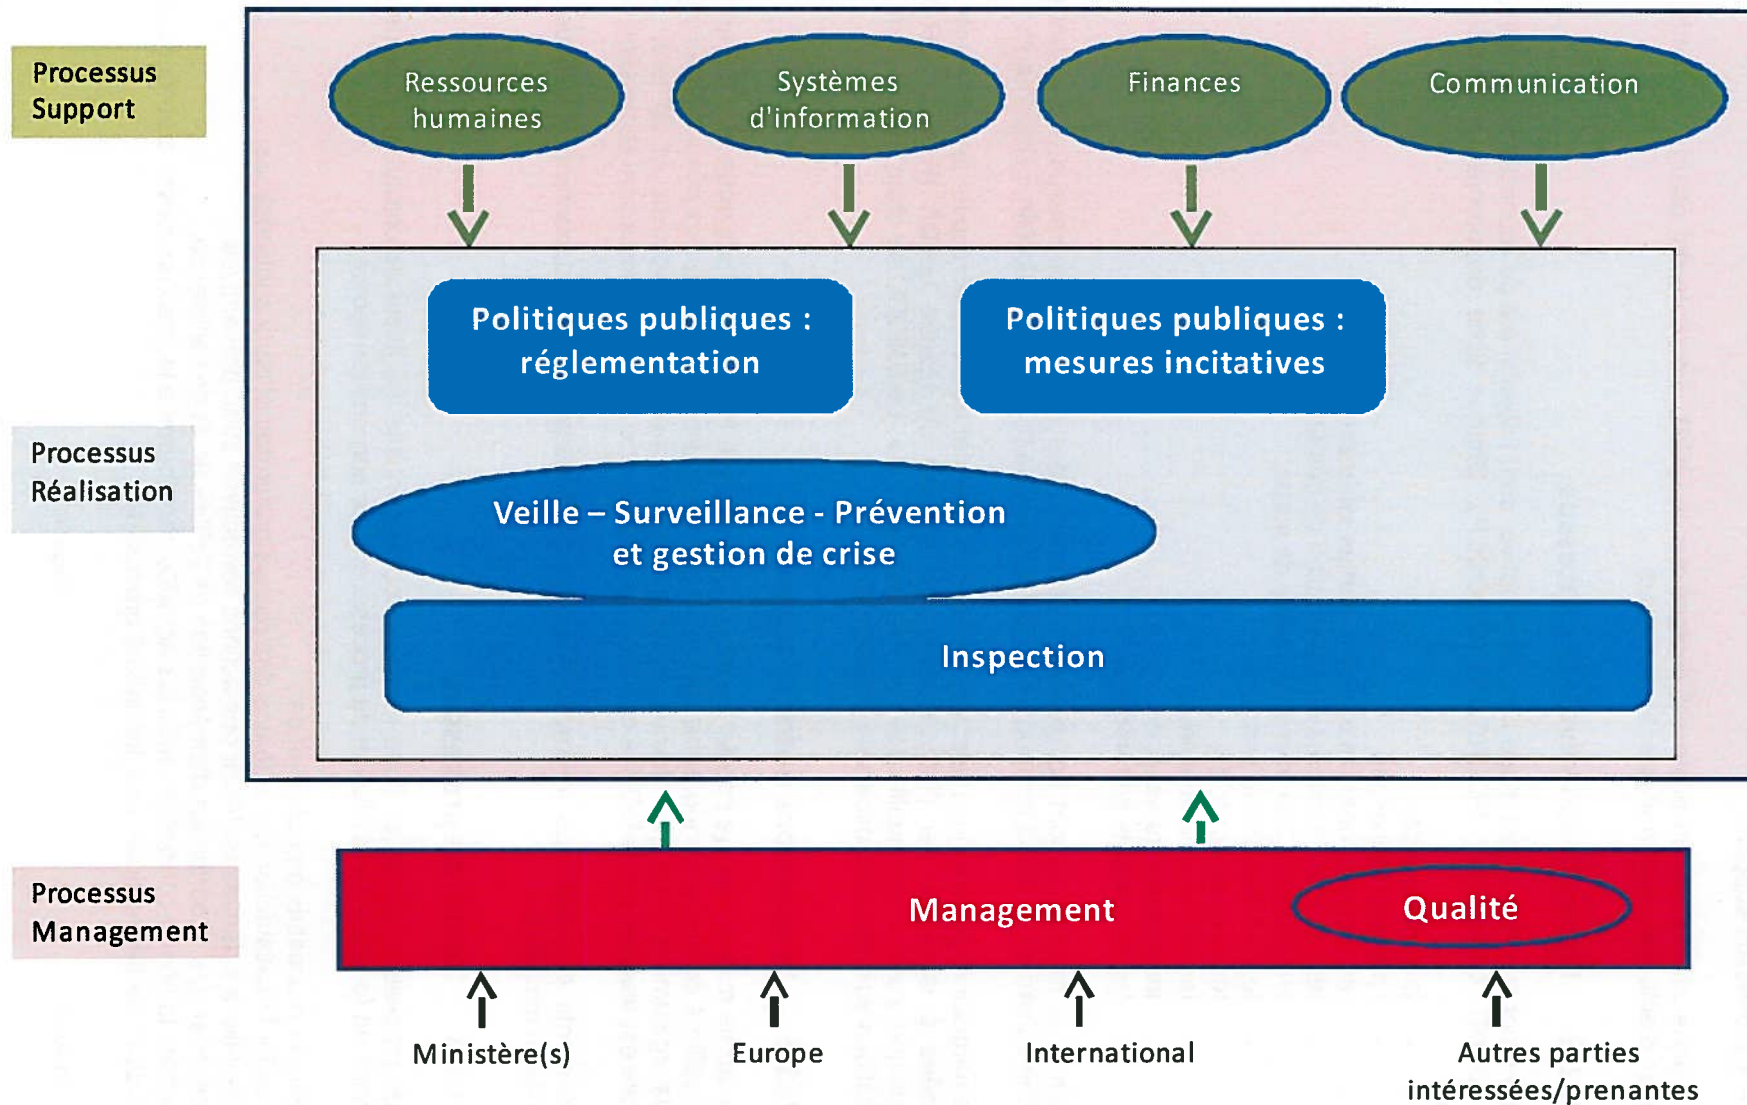 Processus
Support
Ressources
humaines
Systèmes
d'information
Finances
Communication
Politiques publiques :
réglementation
Politiques publiques :
mesures incitatives
Processus
Réalisation
Veille – Surveillance - Prévention
et gestion de crise
Inspection
Processus
Management
Management
Qualité
Ministère(s)
Europe
International
Autres parties
intéressées/prenantes